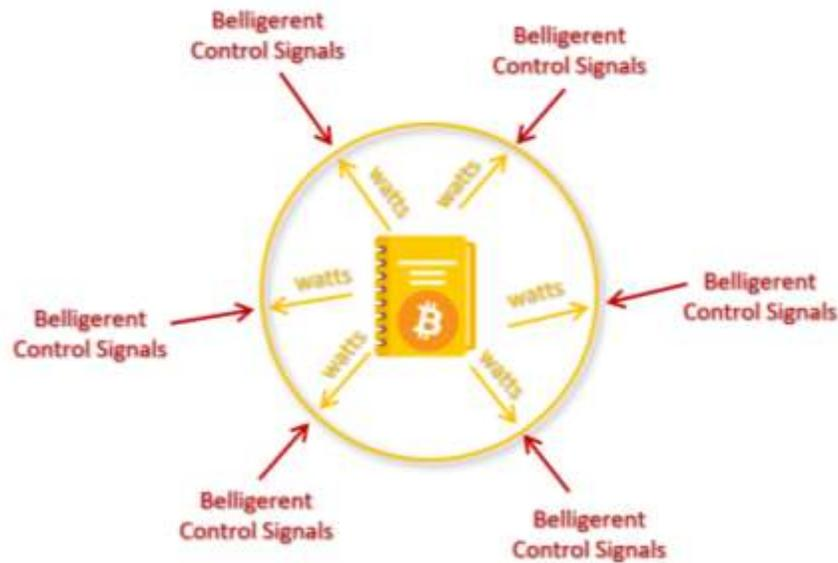 Belligerent
Control Signals
Belligerent
Control Signals
watts
watts
watts
watts
Belligerent
Control Signals
Belligerent
Control Signals
watts
watts
Belligerent
Control Signals
Belligerent
Control Signals